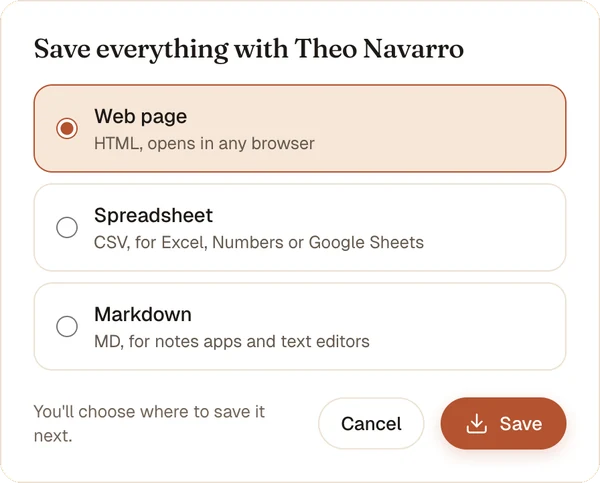 Save everything with Theo Navarro
Web page
HTML, opens in any browser
Spreadsheet
CSV, for Excel, Numbers or Google Sheets
Markdown
MD, for notes apps and text editors
You'll choose where to save it
next.
Cancel
Save